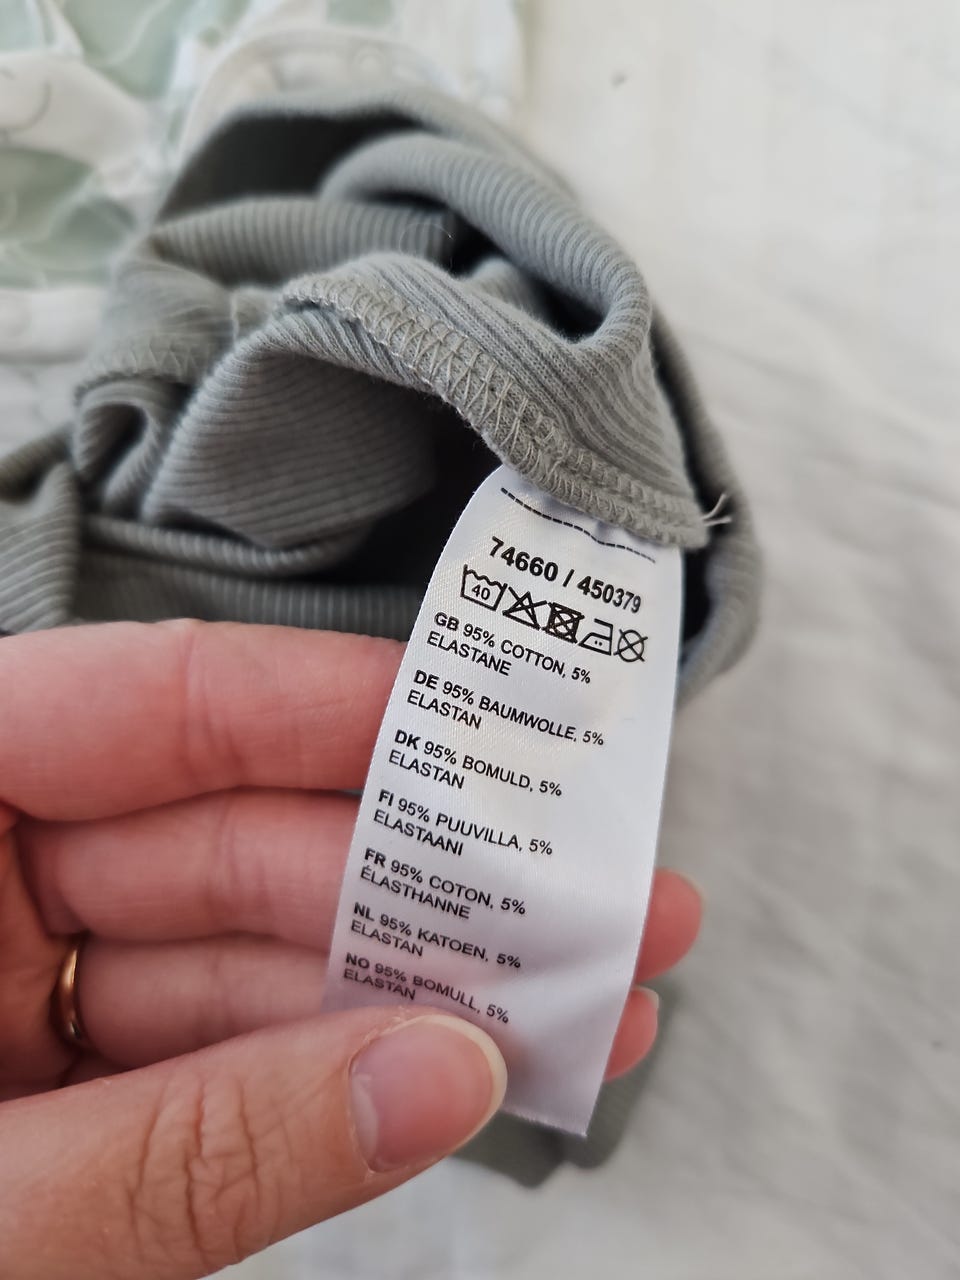 74660 / 450379
40
GB 95% COTTON, 5%
ELASTANE
DE 95% BAUMWOLLE, 5%
ELASTAN
DK 95% BOMULD, 5%
ELASTAN
FI 95% PUUVILLA, 5%
ELASTAANI
FR 95% COTON, 5%
ÉLASTHANNE
NL 95% KATOEN, 5%
ELASTAN
NO 95% BOMULL, 5%
ELASTAN